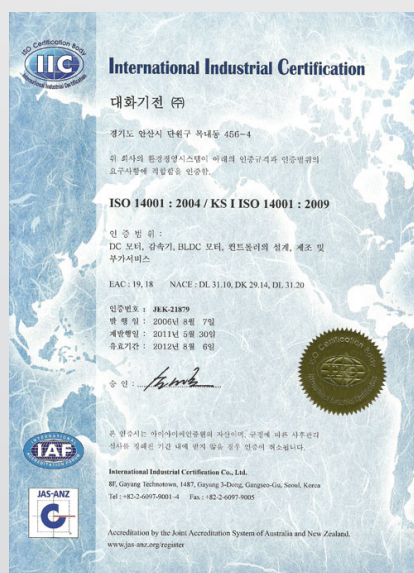 ISO Certification Body
IIC
International Industrial Certification
International Industrial Certification
대화기전 ㈜
경기도 안산시 단원구 목내동 456-4
위 회사의 환경경영시스템이 아래의 인증규격과 인증범위의
요구사항에 적합함을 인증함.
ISO 14001 : 2004 / KS I ISO 14001 : 2009
인 증 범 위 :
DC 모터, 감속기, BLDC 모터, 컨트롤러의 설계, 제조 및
부가서비스
EAC : 19, 18 NACE : DL 31.10, DK 29.14, DL 31.20
인증번호 : JEK-21879
발 행 일 : 2006년 8월 7일
재발행일 : 2011년 5월 30일
유효기간 : 2012년 8월 6일
승 인 :
ISO Certification Body
본 인증서는 아이아이씨인증원의 자산이며, 규정에 따른 사후관리
심사를 정해진 기간 내에 받지 않을 경우 인증이 취소됩니다.
INTERNATIONAL
IAF
International Industrial Certification Co., Ltd.
8F, Gayang Technotown, 1487, Gayang 3-Dong, Gangseo-Gu, Seoul, Korea
Tel : +82-2-6097-9001~4 Fax : +82-2-6097-9005
JAS-ANZ
C
Accreditation by the Joint Accreditation System of Australia and New Zealand.
www.jas-anz.org/register